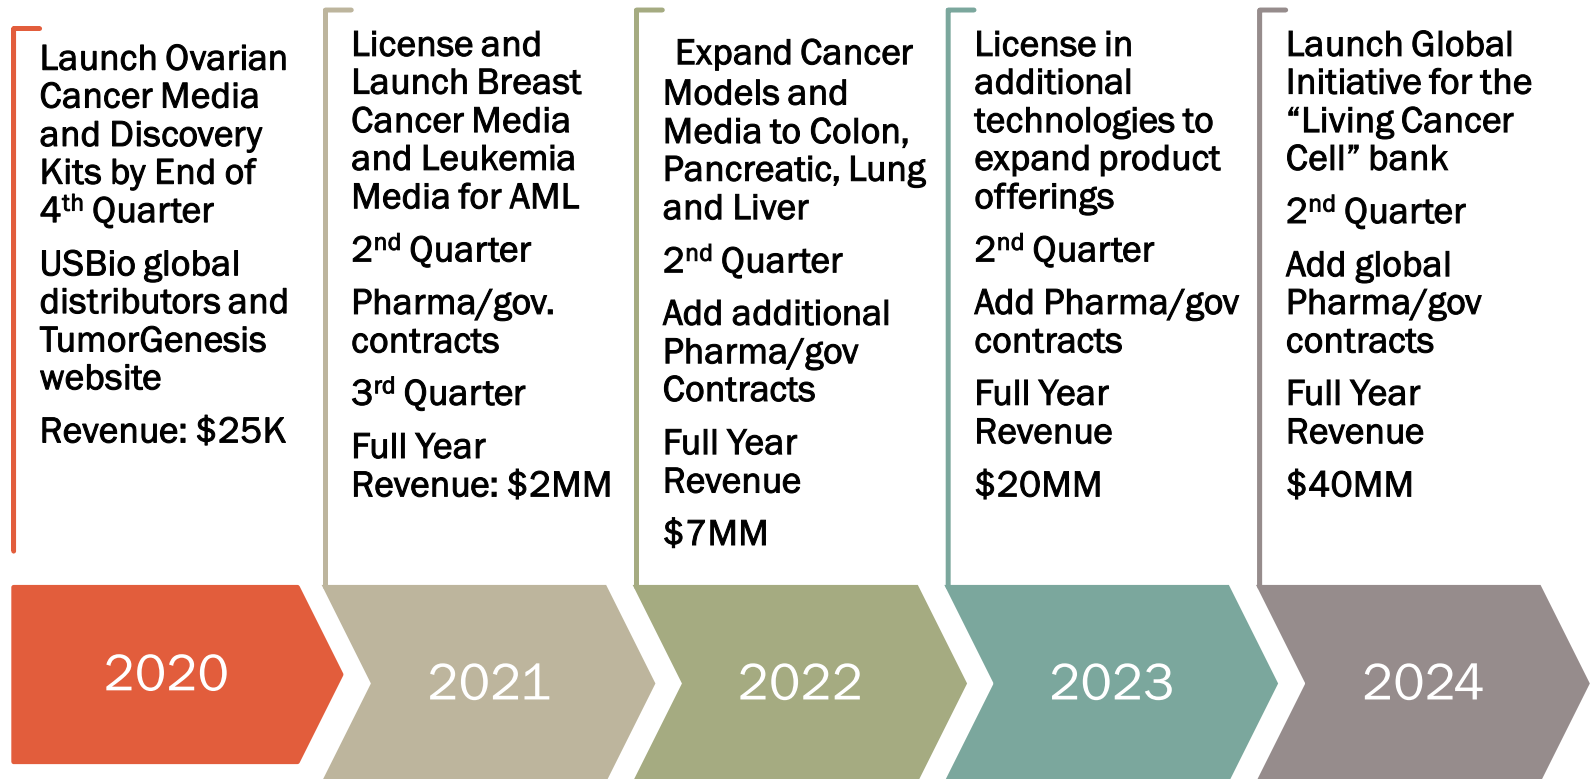 Launch Ovarian
Cancer Media
and Discovery
Kits by End of
4th Quarter
USBio global
distributors and
TumorGenesis
website
Revenue: $25K
License and
Launch Breast
Cancer Media
and Leukemia
Media for AML
2nd Quarter
Pharma/gov.
contracts
3rd Quarter
Full Year
Revenue: $2MM
Expand Cancer
Models and
Media to Colon,
Pancreatic, Lung
and Liver
2nd Quarter
Add additional
Pharma/gov
Contracts
Full Year
Revenue
$7MM
License in
additional
technologies to
expand product
offerings
2nd Quarter
Add Pharma/gov
contracts
Full Year
Revenue
$20MM
Launch Global
Initiative for the
“Living Cancer
Cell” bank
2nd Quarter
Add global
Pharma/gov
contracts
Full Year
Revenue
$40MM
2020
2021
2022
2023
2024